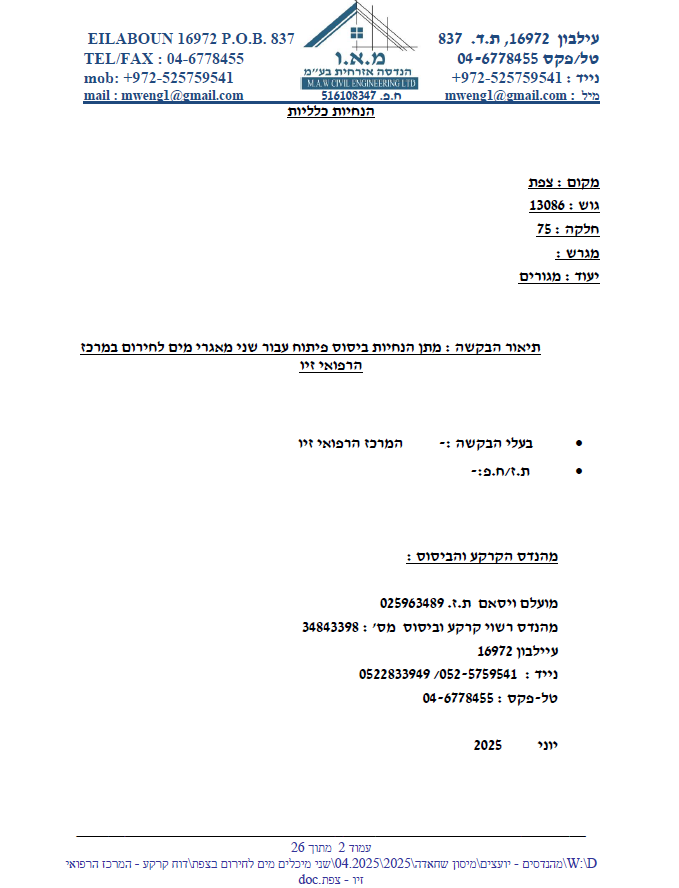 EILABOUN 16972 P.O.B. 837
TEL/FAX : 04-6778455
mob: +972-525759541
mail : mweng1@gmail.com
מ.א.ו
הנדסה אזרחית בע״מ
M.A.W CIVIL ENGINEERING LTD
ח.פ. 516108347
עילבון 16972, ת.ד. 837
טל/פקס 04-6778455
נייד : 972-525759541+
מיל : mweng1@gmail.com
הנחיות כלליות
מקום : צפת
גוש : 13086
חלקה : 75
מגרש :
יעוד : מגורים
תיאור הבקשה : מתן הנחיות ביסוס פיתוח עבור שני מאגרי מים לחירום במרכז
הרפואי זיו
• בעלי הבקשה :- המרכז הרפואי זיו
• ת.ז/ח.פ:-
מהנדס הקרקע והביסוס :
מועלם ויסאם ת.ז. 025963489
מהנדס רשוי קרקע וביסוס מס׳ : 34843398
עיילבון 16972
נייד : 052-5759541/ 0522833949
טל-פקס : 04-6778455
יוני 2025
עמוד 2 מתוך 26
W:\D\מהנדסים - יועצים\מיסון שחאדה\2025\04.2025\שני מיכלים מים לחירום בצפת\דוח קרקע - המרכז הרפואי
זיו - צפת.doc